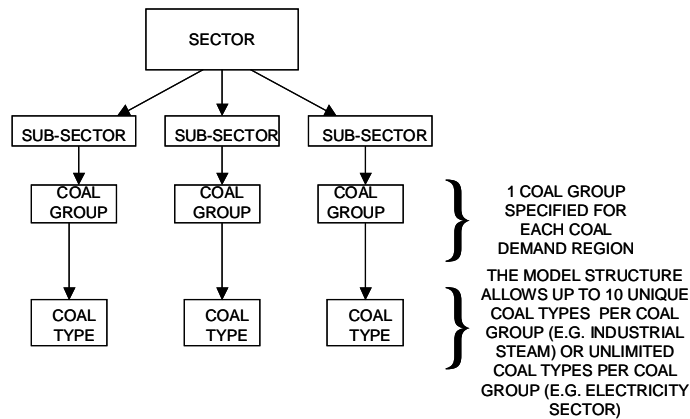 SECTOR
SUB-SECTOR
SUB-SECTOR
SUB-SECTOR
COAL
GROUP
COAL
GROUP
COAL
GROUP
1 COAL GROUP
SPECIFIED FOR
EACH COAL
DEMAND REGION
COAL
TYPE
COAL
TYPE
COAL
TYPE
THE MODEL STRUCTURE
ALLOWS UP TO 10 UNIQUE
COAL TYPES PER COAL
GROUP (E.G. INDUSTRIAL
STEAM) OR UNLIMITED
COAL TYPES PER COAL
GROUP (E.G. ELECTRICITY
SECTOR)